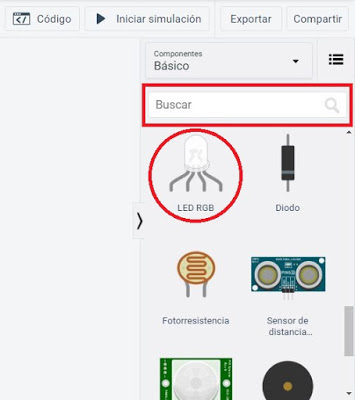 Código
Iniciar simulación
Exportar
Compartir
Componentes
Básico
Buscar
LED RGB
Diodo
Fotorresistencia
Sensor de
distancia...